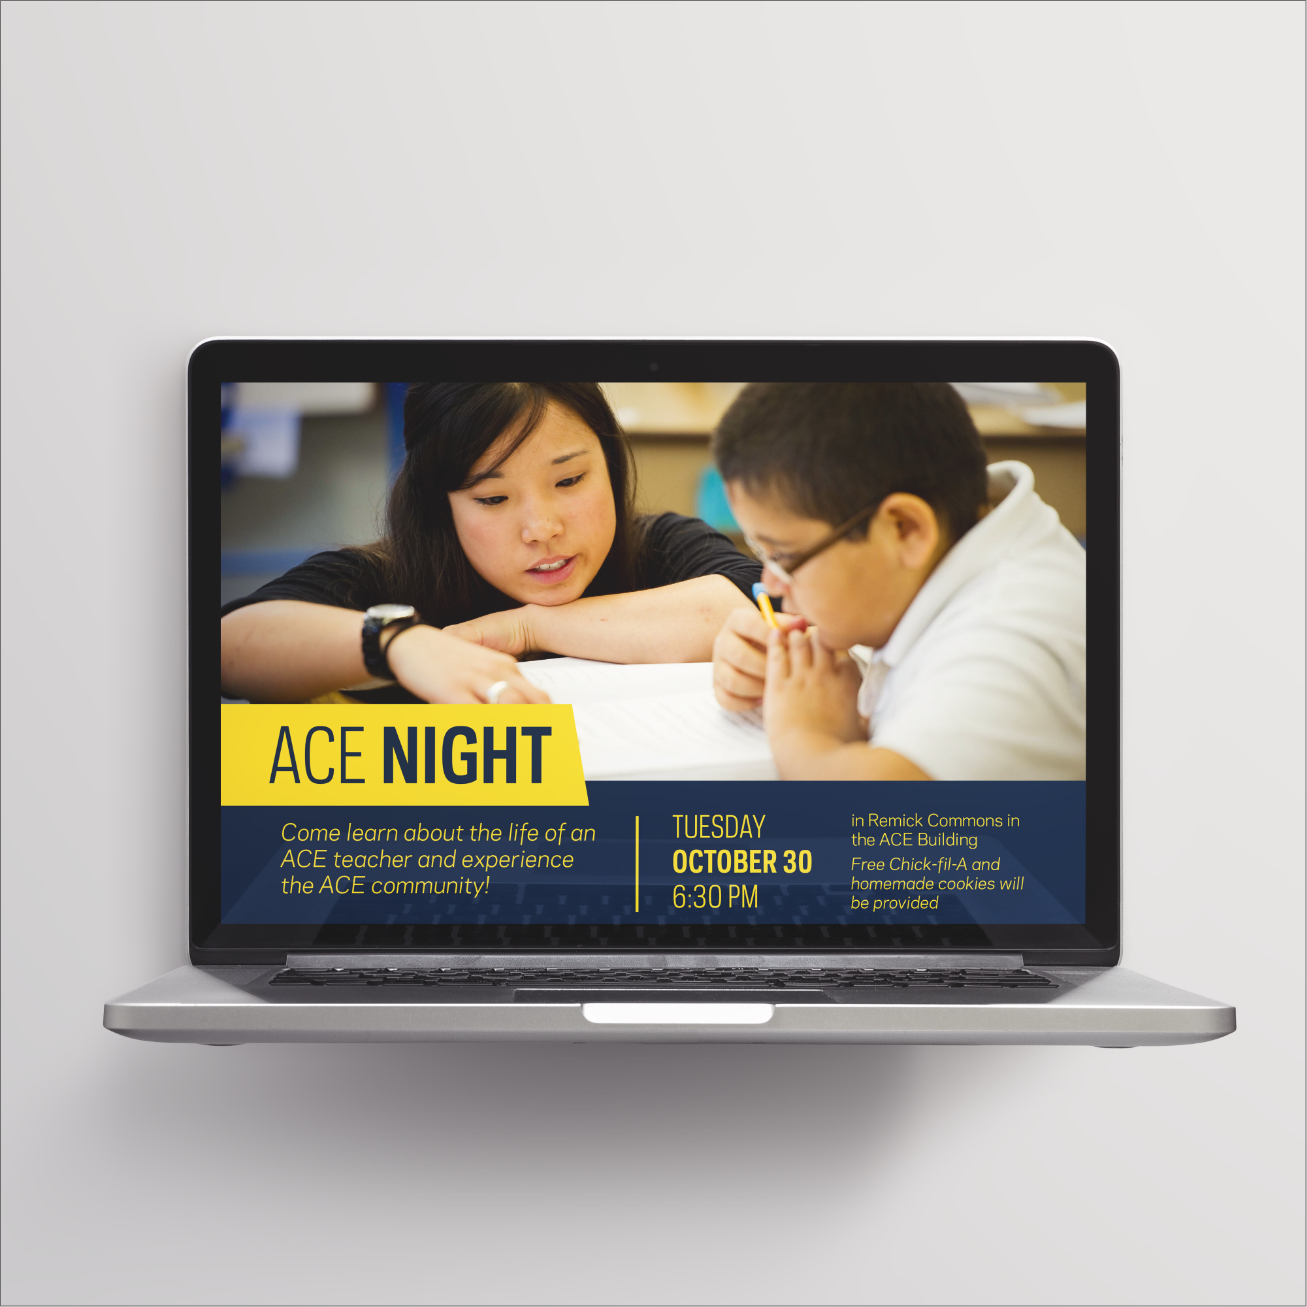 ACE NIGHT
Come learn about the life of an
ACE teacher and experience
the ACE community!
TUESDAY
OCTOBER 30
6:30 PM
in Remick Commons in
the ACE Building
Free Chick-fil-A and
homemade cookies will
be provided